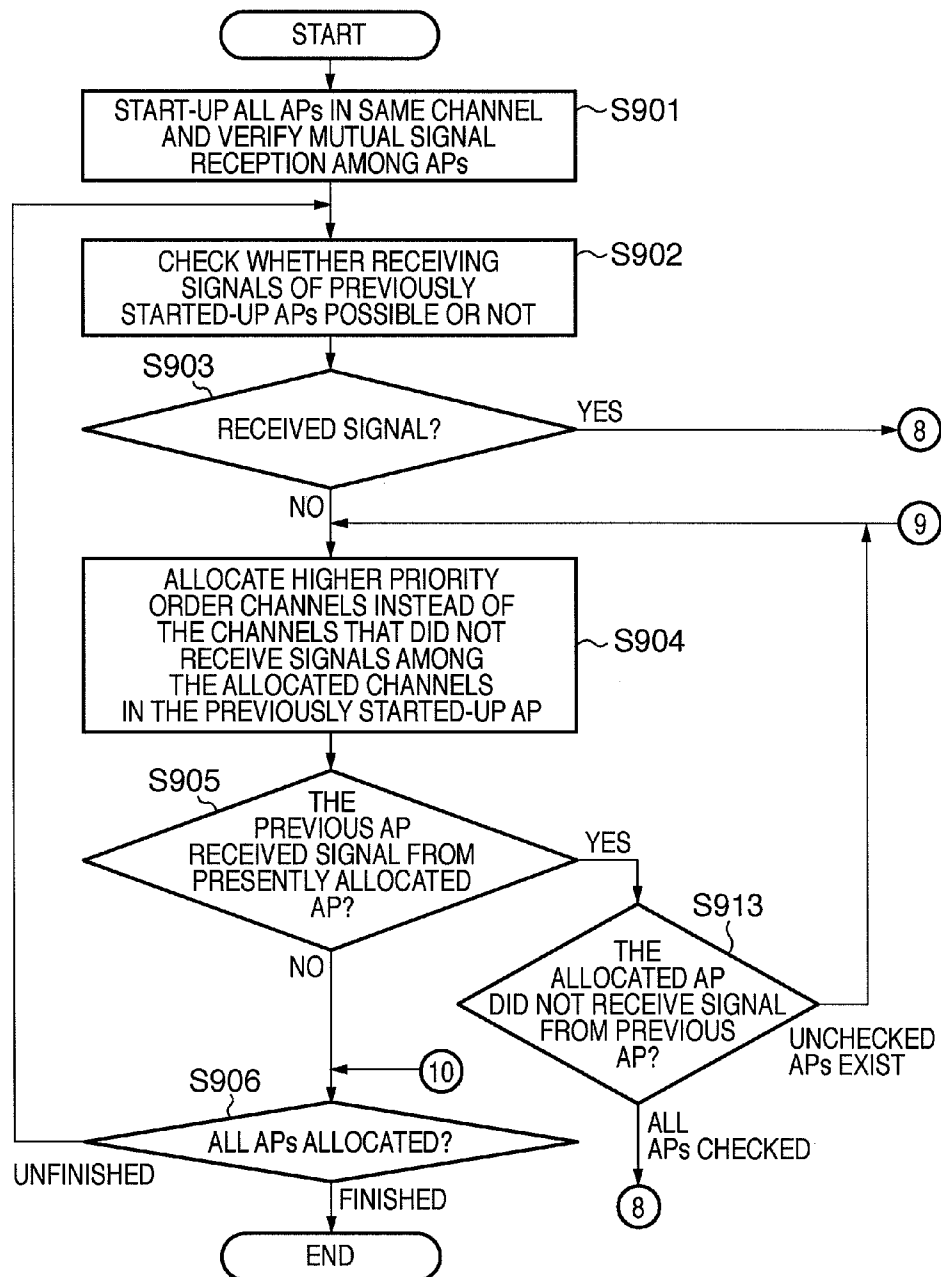 START
START-UP ALL APs IN SAME CHANNEL
AND VERIFY MUTUAL SIGNAL
RECEPTION AMONG APs
S901
CHECK WHETHER RECEIVING
SIGNALS OF PREVIOUSLY
STARTED-UP APs POSSIBLE OR NOT
S902
S903
RECEIVED SIGNAL?
YES
8
NO
9
ALLOCATE HIGHER PRIORITY
ORDER CHANNELS INSTEAD OF
THE CHANNELS THAT DID NOT
RECEIVE SIGNALS AMONG
THE ALLOCATED CHANNELS
IN THE PREVIOUSLY STARTED-UP AP
S904
S905
THE
PREVIOUS AP
RECEIVED SIGNAL FROM
PRESENTLY ALLOCATED
AP?
YES
NO
S913
THE
ALLOCATED AP
DID NOT RECEIVE SIGNAL
FROM PREVIOUS
AP?
UNCHECKED
APs EXIST
ALL
APs CHECKED
8
10
S906
ALL APs ALLOCATED?
UNFINISHED
FINISHED
END